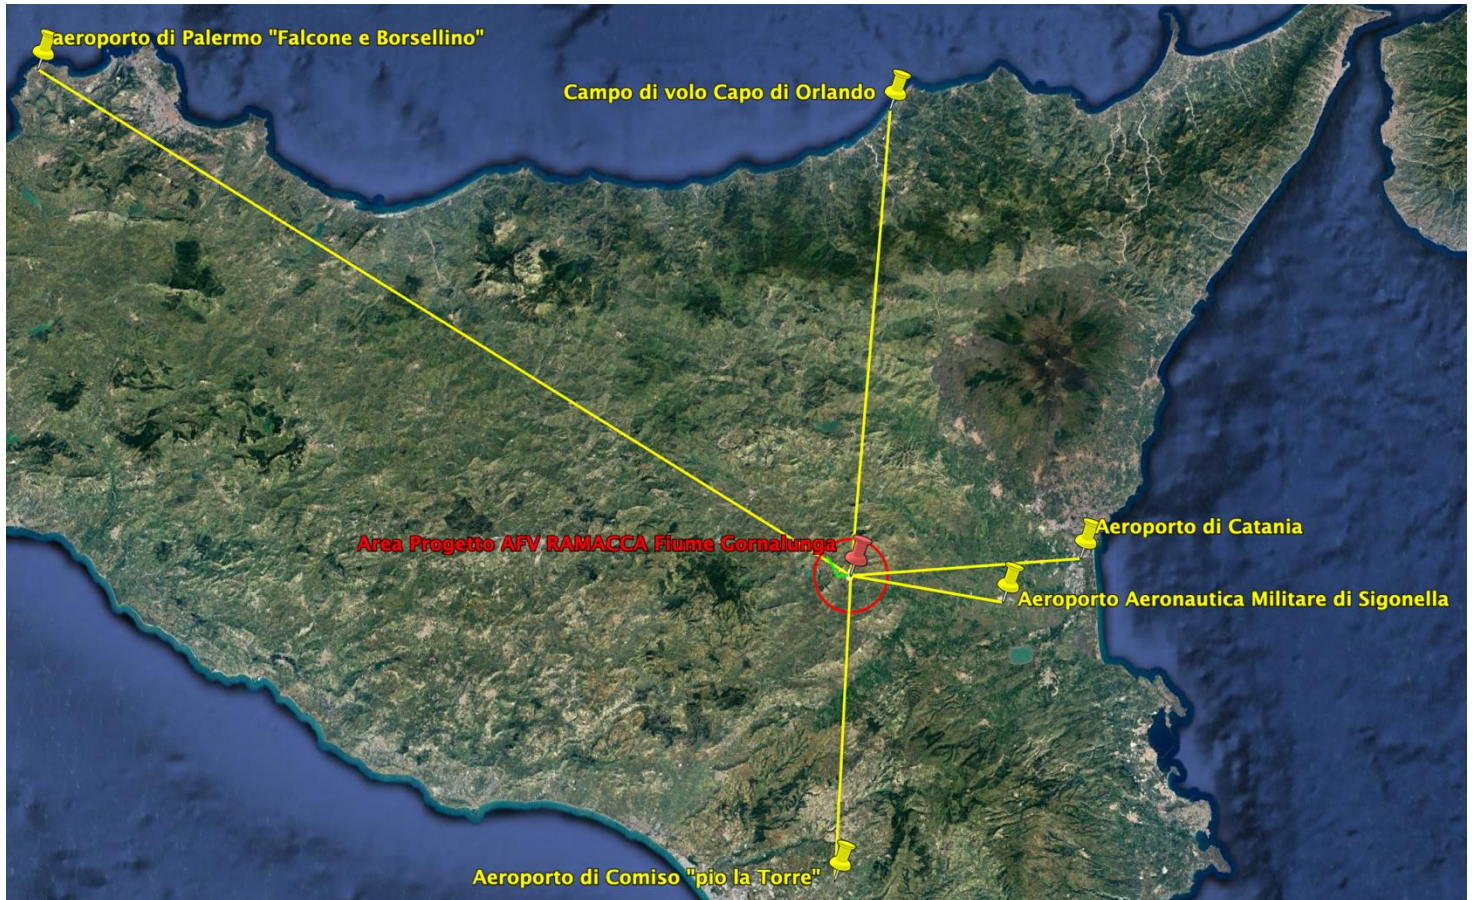 aeroporto di Palermo "Falcone e Borsellino"
Campo di volo Capo di Orlando
Aeroporto di Catania
Area Progetto AFV RAMACCA Fiume Gornalunga
Aeroporto Aeronautica Militare di Sigonella
Aeroporto di Comiso "pio la Torre"